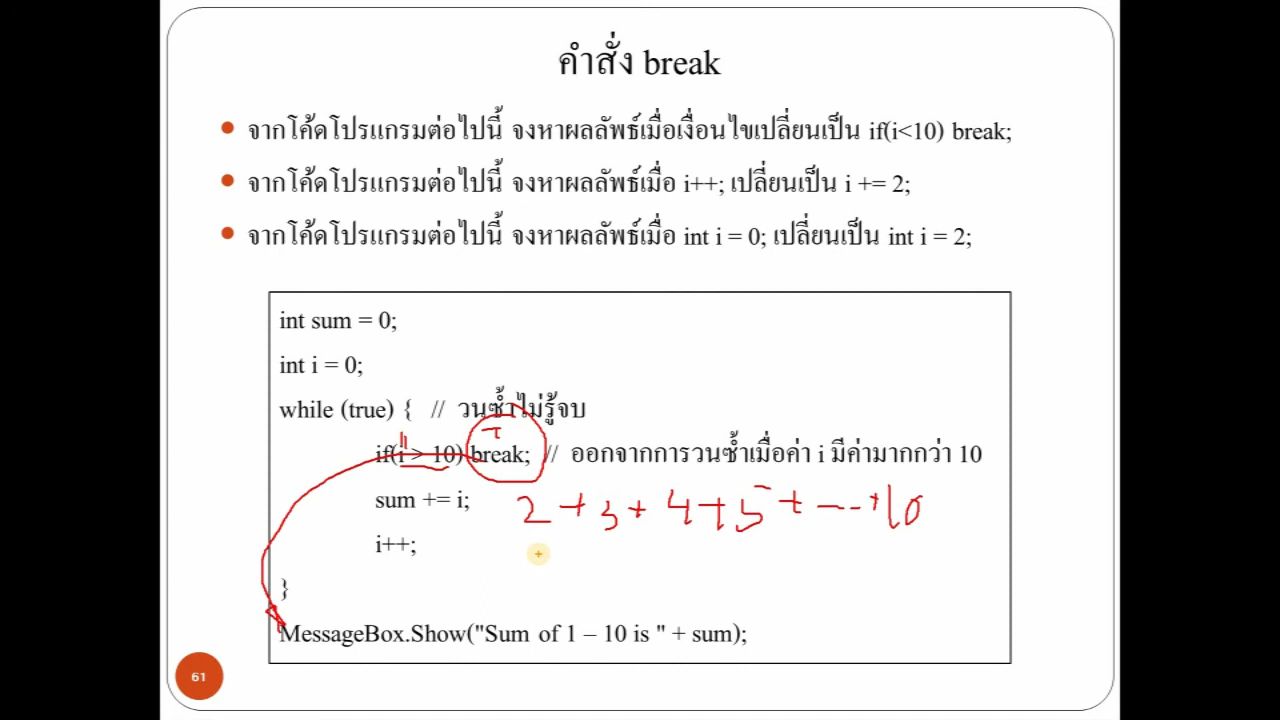 คำสั่ง break
จากโค้ดโปรแกรมต่อไปนี้ จงหาผลลัพธ์เมื่อเงื่อนไขเปลี่ยนเป็น if(i<10) break;
จากโค้ดโปรแกรมต่อไปนี้ จงหาผลลัพธ์เมื่อ i++; เปลี่ยนเป็น i += 2;
จากโค้ดโปรแกรมต่อไปนี้ จงหาผลลัพธ์เมื่อ int i = 0; เปลี่ยนเป็น int i = 2;
int sum = 0;
int i = 0;
while (true) { // วนซ้ำไม่รู้จบ
11 T
if(i > 10) break; // ออกจากการวนซ้ำเมื่อค่า i มีค่ามากกว่า 10
sum += i; 2 + 3 + 4 + 5 + --- + 10
i++;
}
MessageBox.Show("Sum of 1 – 10 is " + sum);
61